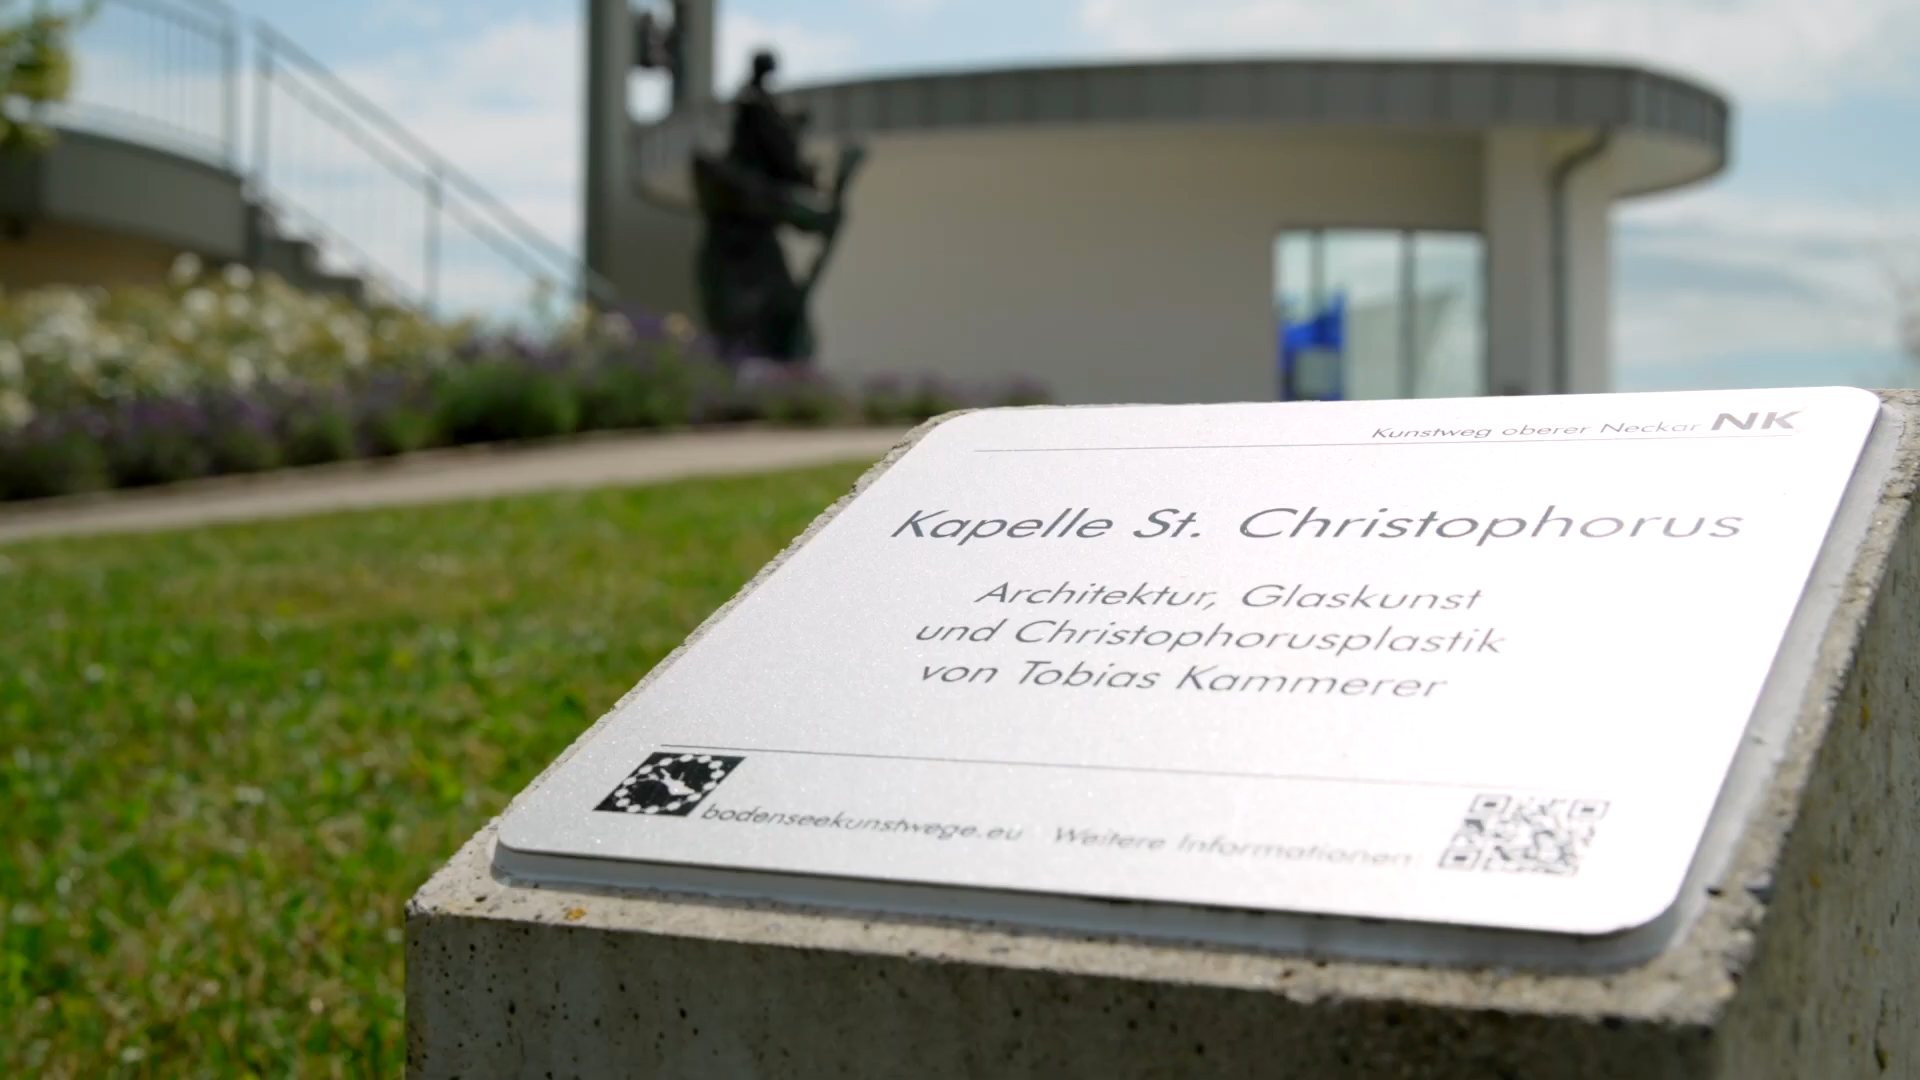 Kunstweg oberer Neckar NK
Kapelle St. Christophorus
Architektur, Glaskunst
und Christophorusplastik
von Tobias Kammerer
bodenseekunstwege.eu Weitere Informationen: